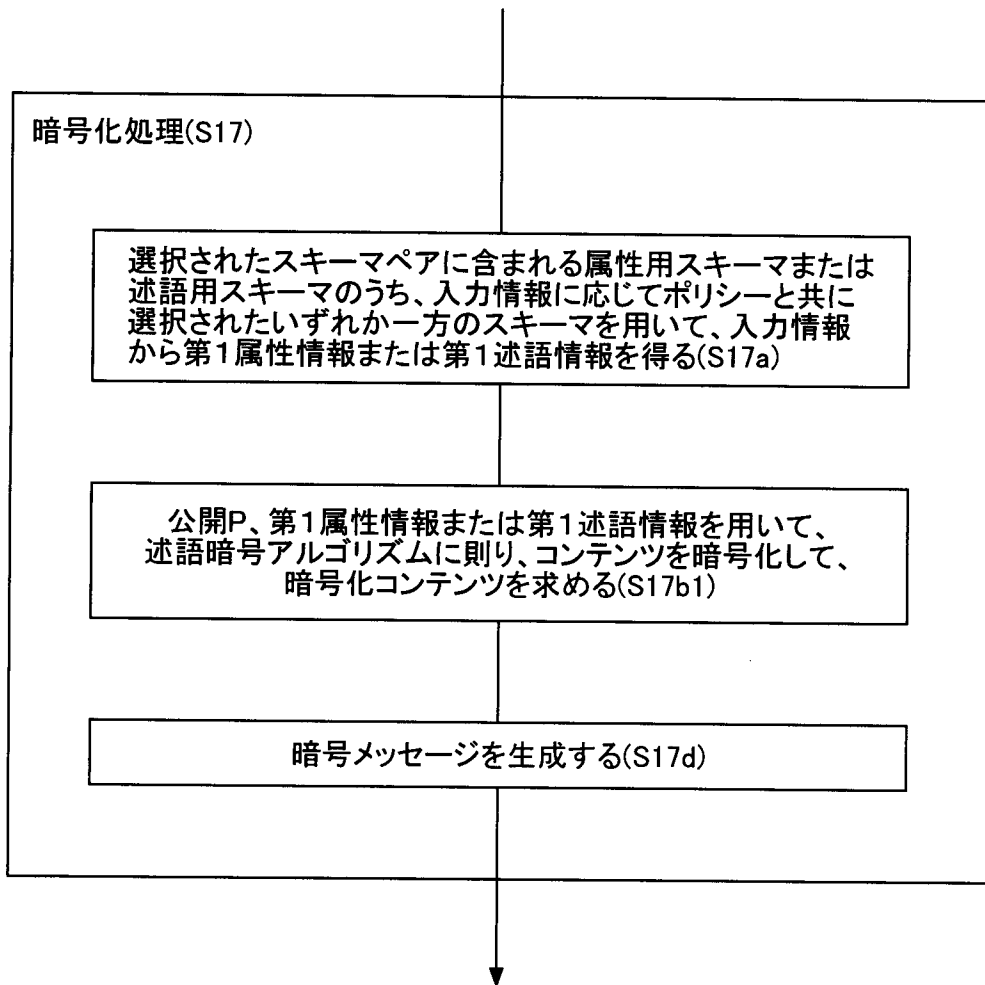 暗号化処理(S17)
選択されたスキーマペアに含まれる属性用スキーマまたは
述語用スキーマのうち、入力情報に応じてポリシーと共に
選択されたいずれか一方のスキーマを用いて、入力情報
から第1属性情報または第1述語情報を得る(S17a)
公開P、第1属性情報または第1述語情報を用いて、
述語暗号アルゴリズムに則り、コンテンツを暗号化して、
暗号化コンテンツを求める(S17b1)
暗号メッセージを生成する(S17d)